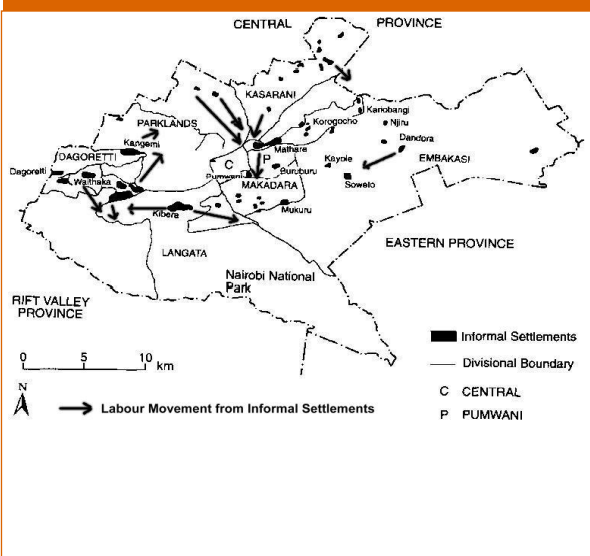 CENTRAL PROVINCE
KASARANI
PARKLANDS
Kangemi
Kariobangi
Korogocho
Njiru
Mathare
Dandora
DAGORETTI
Dagoretti
Waithaka
C
P
Pumwani
Buruburu
Kayole
EMBAKASI
Sowelo
MAKADARA
Kibera
Mukuru
LANGATA
EASTERN PROVINCE
Nairobi National
Park
RIFT VALLEY
PROVINCE
Informal Settlements
Divisional Boundary
C CENTRAL
P PUMWANI
0 5 10
km
N
Labour Movement from Informal Settlements